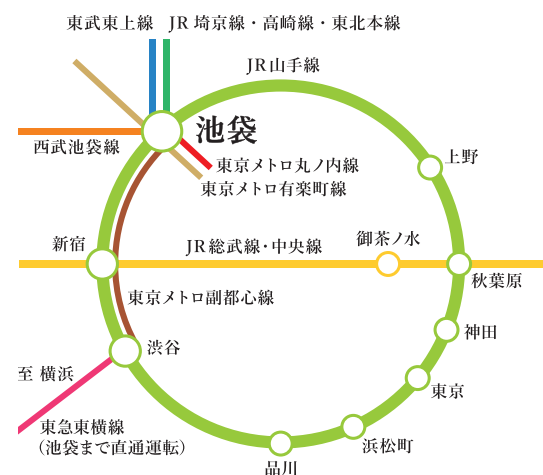 東武東上線
JR 埼京線・高崎線・東北本線
JR山手線
池袋
西武池袋線
東京メトロ丸ノ内線
東京メトロ有楽町線
上野
新宿
JR総武線・中央線
御茶ノ水
秋葉原
東京メトロ副都心線
神田
渋谷
至 横浜
東京
東急東横線
（池袋まで直通運転）
浜松町
品川